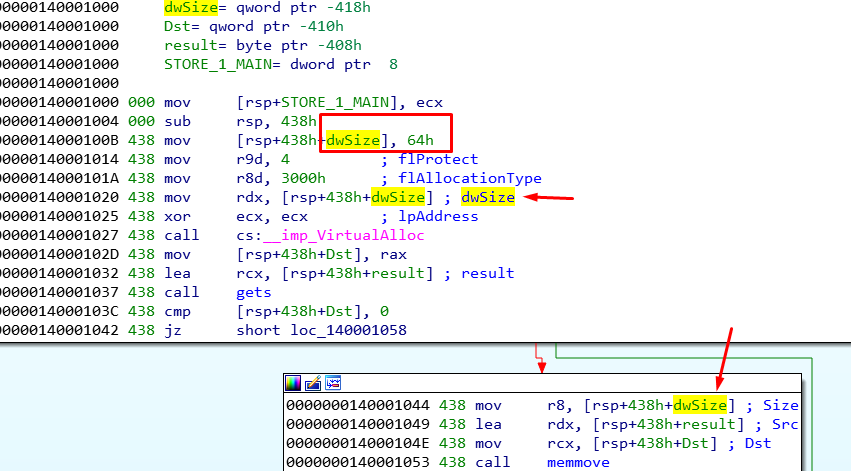 00000140001000 dwSize= qword ptr -418h
00000140001000 Dst= qword ptr -410h
00000140001000 result= byte ptr -408h
00000140001000 STORE_1_MAIN= dword ptr  8
00000140001000
00000140001000 000 mov [rsp+STORE_1_MAIN], ecx
00000140001004 000 sub rsp, 438h
0000014000100B 438 mov [rsp+438h+dwSize], 64h
00000140001014 438 mov r9d, 4 ; flProtect
0000014000101A 438 mov r8d, 3000h ; flAllocationType
00000140001020 438 mov rdx, [rsp+438h+dwSize] ; dwSize
00000140001025 438 xor ecx, ecx ; lpAddress
00000140001027 438 call cs:__imp_VirtualAlloc
0000014000102D 438 mov [rsp+438h+Dst], rax
00000140001032 438 lea rcx, [rsp+438h+result] ; result
00000140001037 438 call gets
0000014000103C 438 cmp [rsp+438h+Dst], 0
00000140001042 438 jz short loc_140001058
0000000140001044 438 mov r8, [rsp+438h+dwSize] ; Size
0000000140001049 438 lea rdx, [rsp+438h+result] ; Src
000000014000104E 438 mov rcx, [rsp+438h+Dst] ; Dst
0000000140001053 438 call memmove